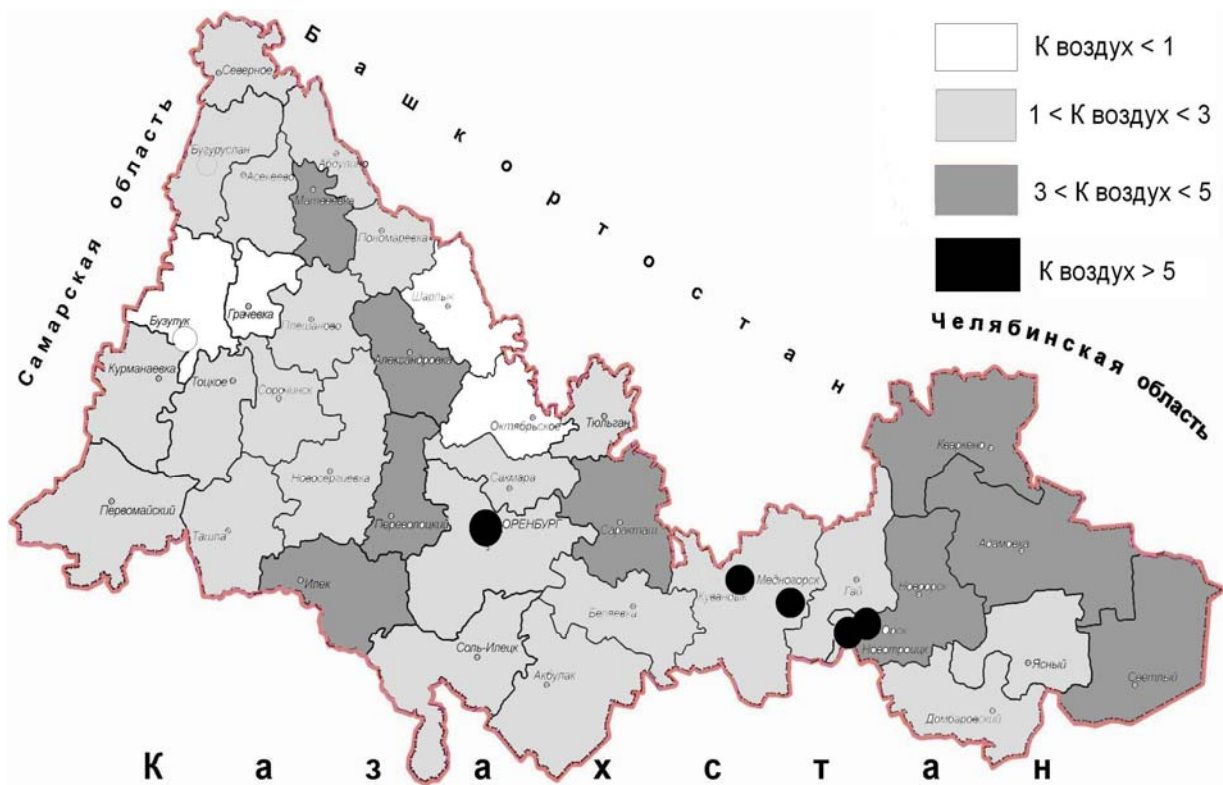 Башкортостан
Самарская область
Челябинская область
Казахстан
К воздух < 1
1 < К воздух < 3
3 < К воздух < 5
К воздух > 5
Северное
Бугуруслан
Абдулино
Асекеево
Матвеевка
Пономаревка
Шарлык
Грачевка
Бузулук
Плешаново
Александровка
Курманаевка
Тоцкое
Сорочинск
Октябрьское
Тюльган
Кваркено
Новосергиевка
Сакмара
Первомайский
Ташла
Переволоцкий
ОРЕНБУРГ
Саракташ
Адамовка
Илек
Медногорск
Кувандык
Гай
Новоорск
Беляевка
Орск
Новотроицк
Соль-Илецк
Акбулак
Ясный
Светлый
Домбаровский